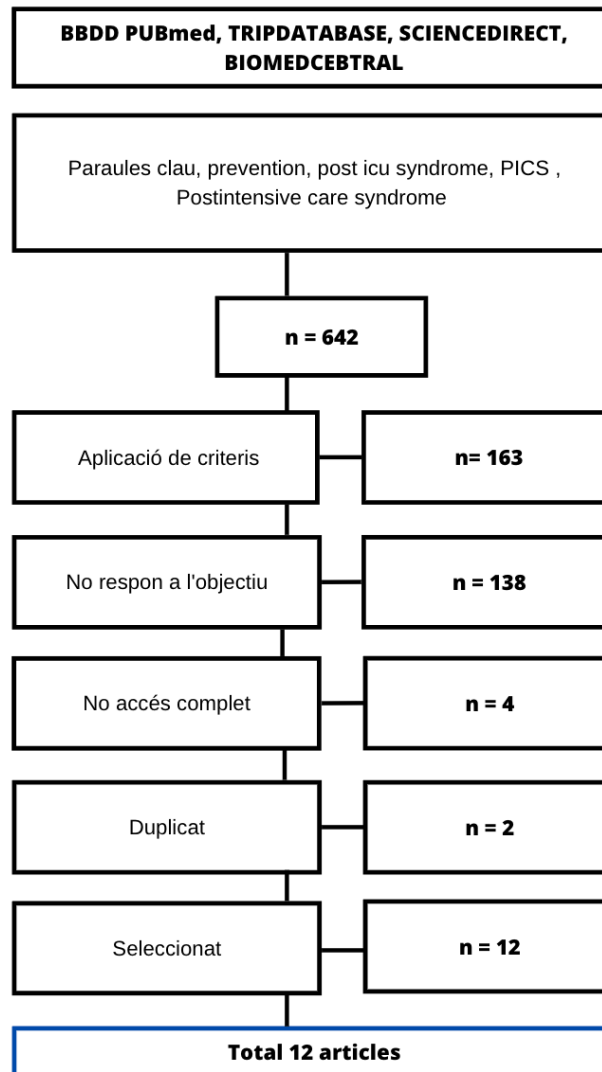 BBDD PUBmed, TRIPDATABASE, SCIENCEDIRECT,
BIOMEDCEBTRAL
Paraules clau, prevention, post icu syndrome, PICS ,
Postintensive care syndrome
n = 642
Aplicació de criteris
n= 163
No respon a l'objectiu
n = 138
No accés complet
n = 4
Duplicat
n = 2
Seleccionat
n = 12
Total 12 articles